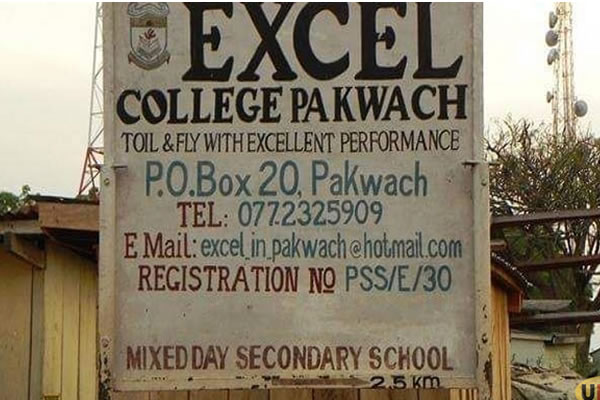 EXCEL
COLLEGE PAKWACH
TOIL & FLY WITH EXCELLENT PERFORMANCE
P.O.Box 20, Pakwach
TEL: 0772325909
E Mail: excel_in_pakwach@hotmail.com
REGISTRATION No PSS/E/30
MIXED DAY SECONDARY SCHOOL
2.5 KM